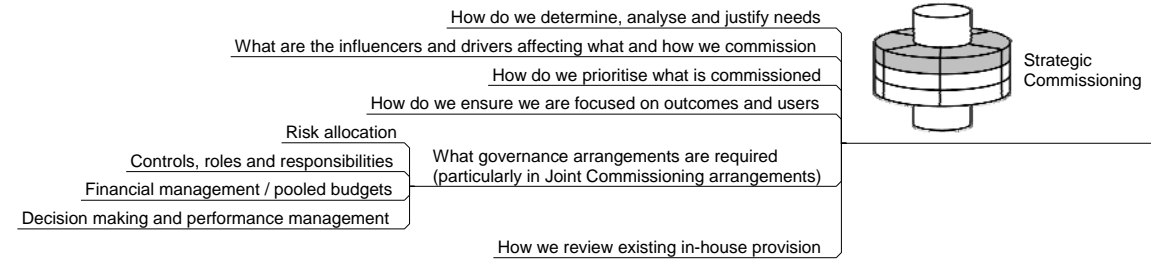 How do we determine, analyse and justify needs
What are the influencers and drivers affecting what and how we commission
How do we prioritise what is commissioned
How do we ensure we are focused on outcomes and users
Risk allocation
Controls, roles and responsibilities
Financial management / pooled budgets
Decision making and performance management
What governance arrangements are required
(particularly in Joint Commissioning arrangements)
How we review existing in-house provision
Strategic
Commissioning